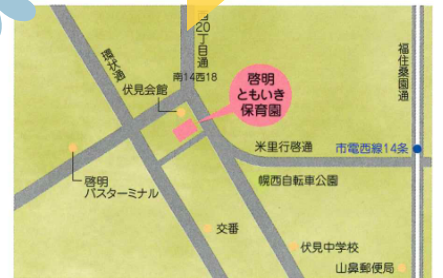 西20丁目通
環状通
南14西18
伏見会館
啓明
ともいき
保育園
福住桑園通
米里行啓通
市電西線14条
啓明
バスターミナル
幌西自転車公園
交番
伏見中学校
山鼻郵便局